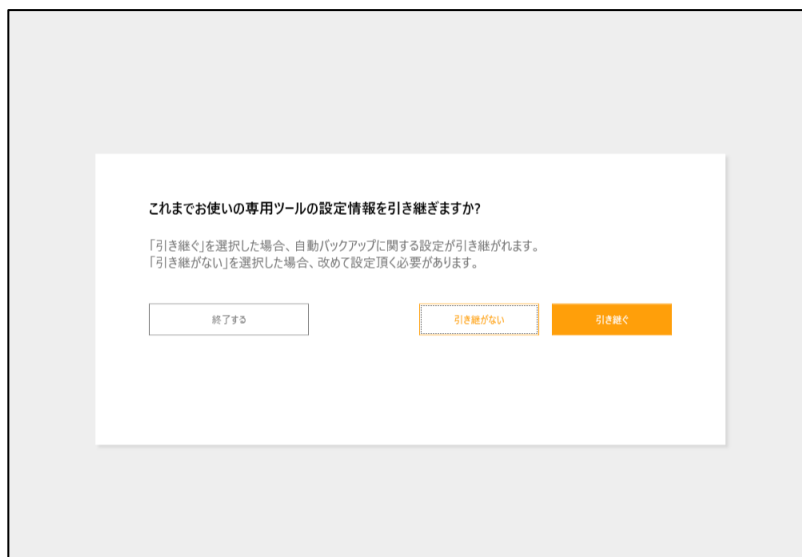 これまでお使いの専用ツールの設定情報を引き継ぎますか?
「引き継ぐ」を選択した場合、自動バックアップに関する設定が引き継がれます。
「引き継がない」を選択した場合、改めて設定頂く必要があります。
終了する
引き継がない
引き継ぐ